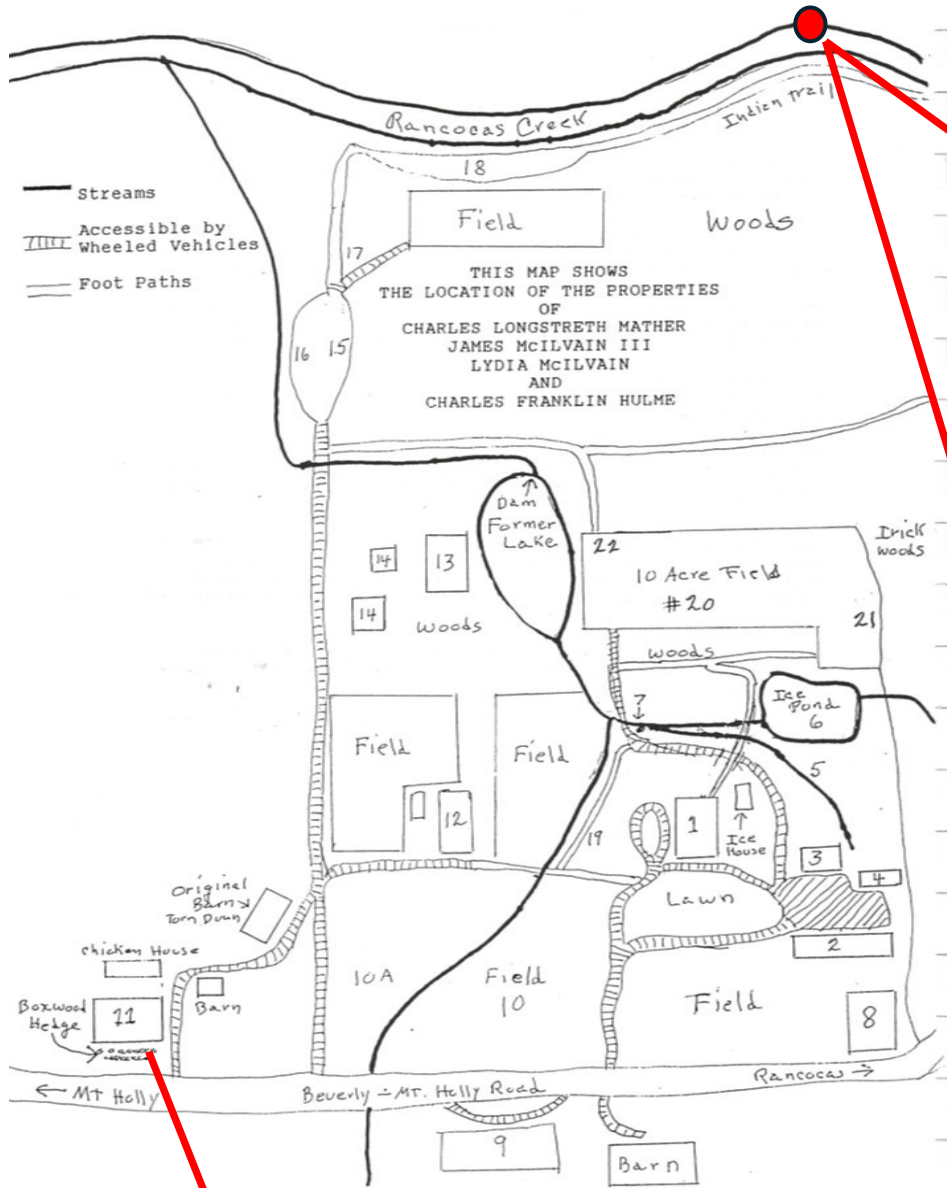 Rancocas Creek
Indian trail
18
Streams
Accessible by
Wheeled Vehicles
Foot Paths
Field
Woods
17
THIS MAP SHOWS
THE LOCATION OF THE PROPERTIES
OF
CHARLES LONGSTRETH MATHER
JAMES McILVAIN III
LYDIA McILVAIN
AND
CHARLES FRANKLIN HULME
16 15
Dam
Former
Lake
22
10 Acre Field
#20
Irick
Woods
14
13
14
Woods
21
Woods
Ice
Pond
6
7
Field
Field
5
12
19
1
Ice
House
3
4
Original
Barn
Torn Down
Lawn
2
Chicken House
10A
Field
10
Field
8
Boxwood
Hedge
11
Barn
← Mt Holly
Beverly - MT. Holly Road
Rancocas →
9
Barn